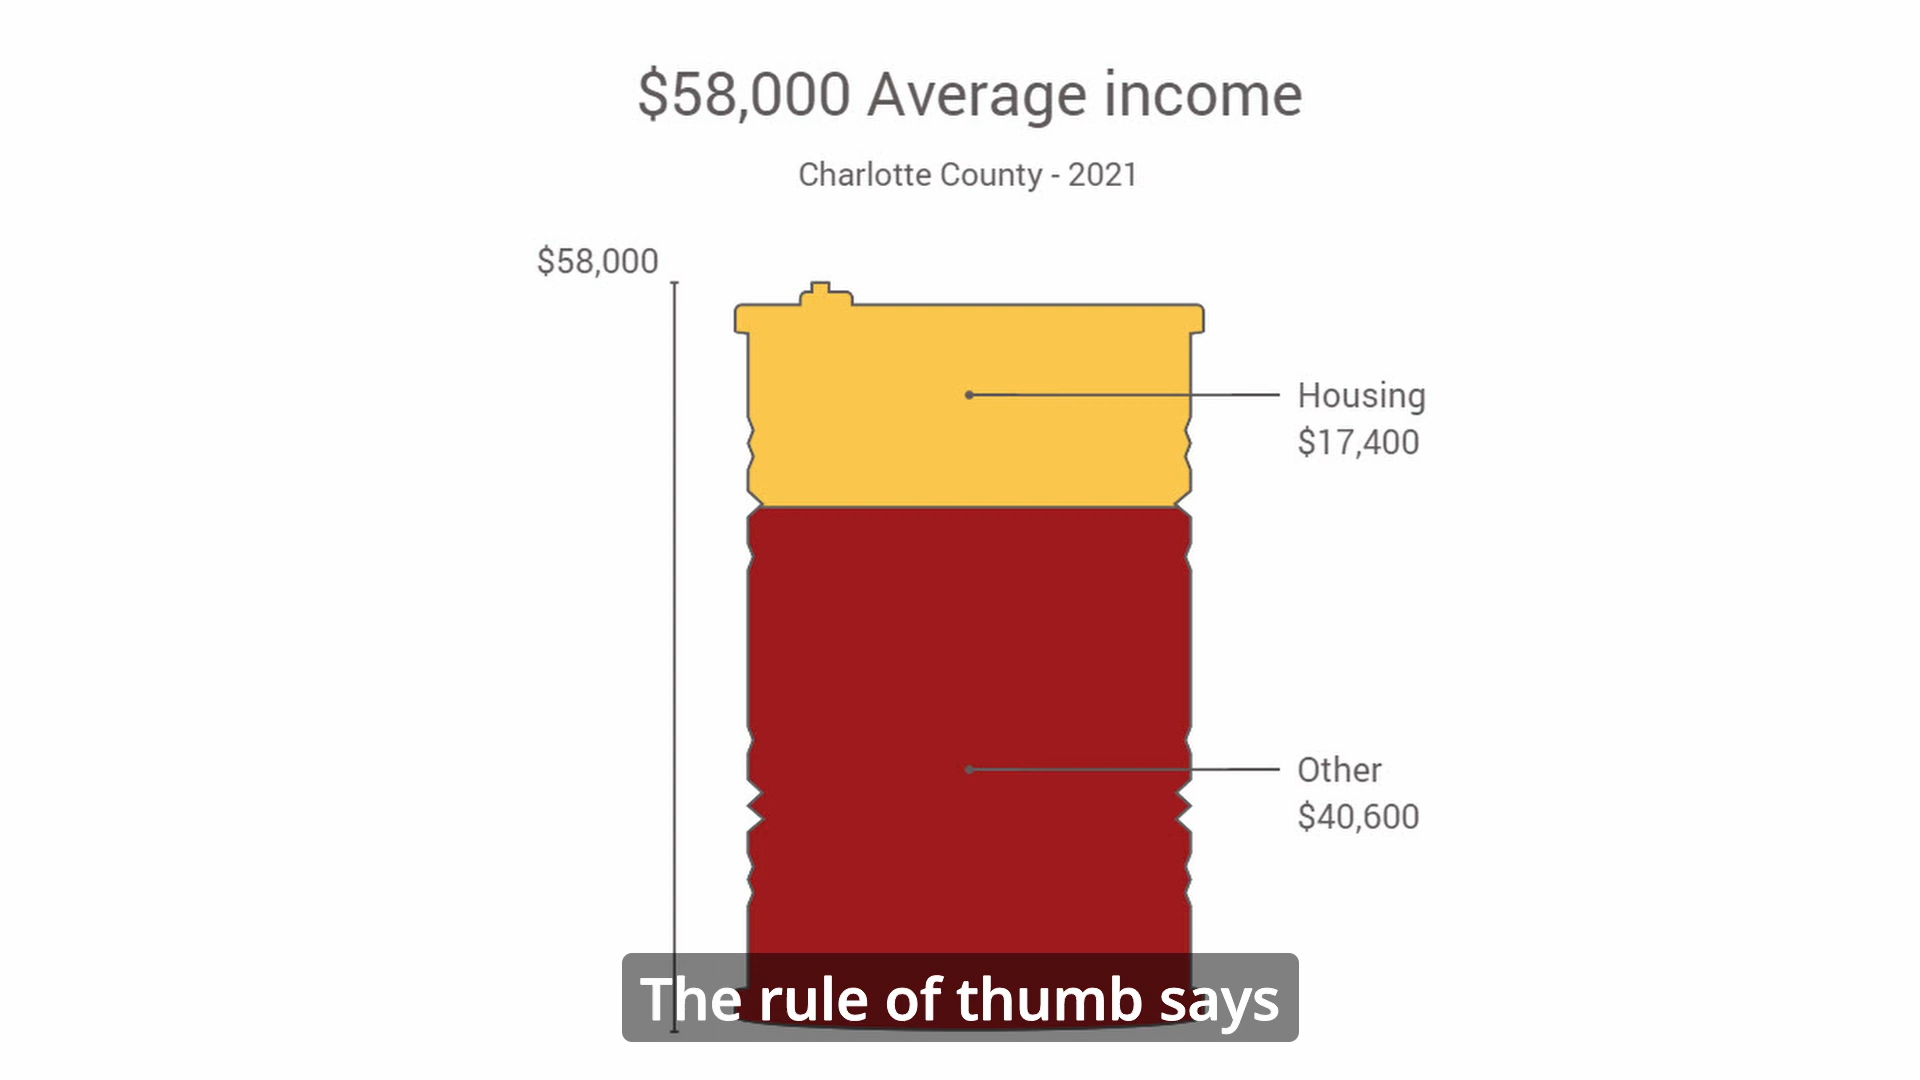 $58,000 Average income
Charlotte County - 2021
$58,000
Housing
$17,400
Other
$40,600
The rule of thumb says